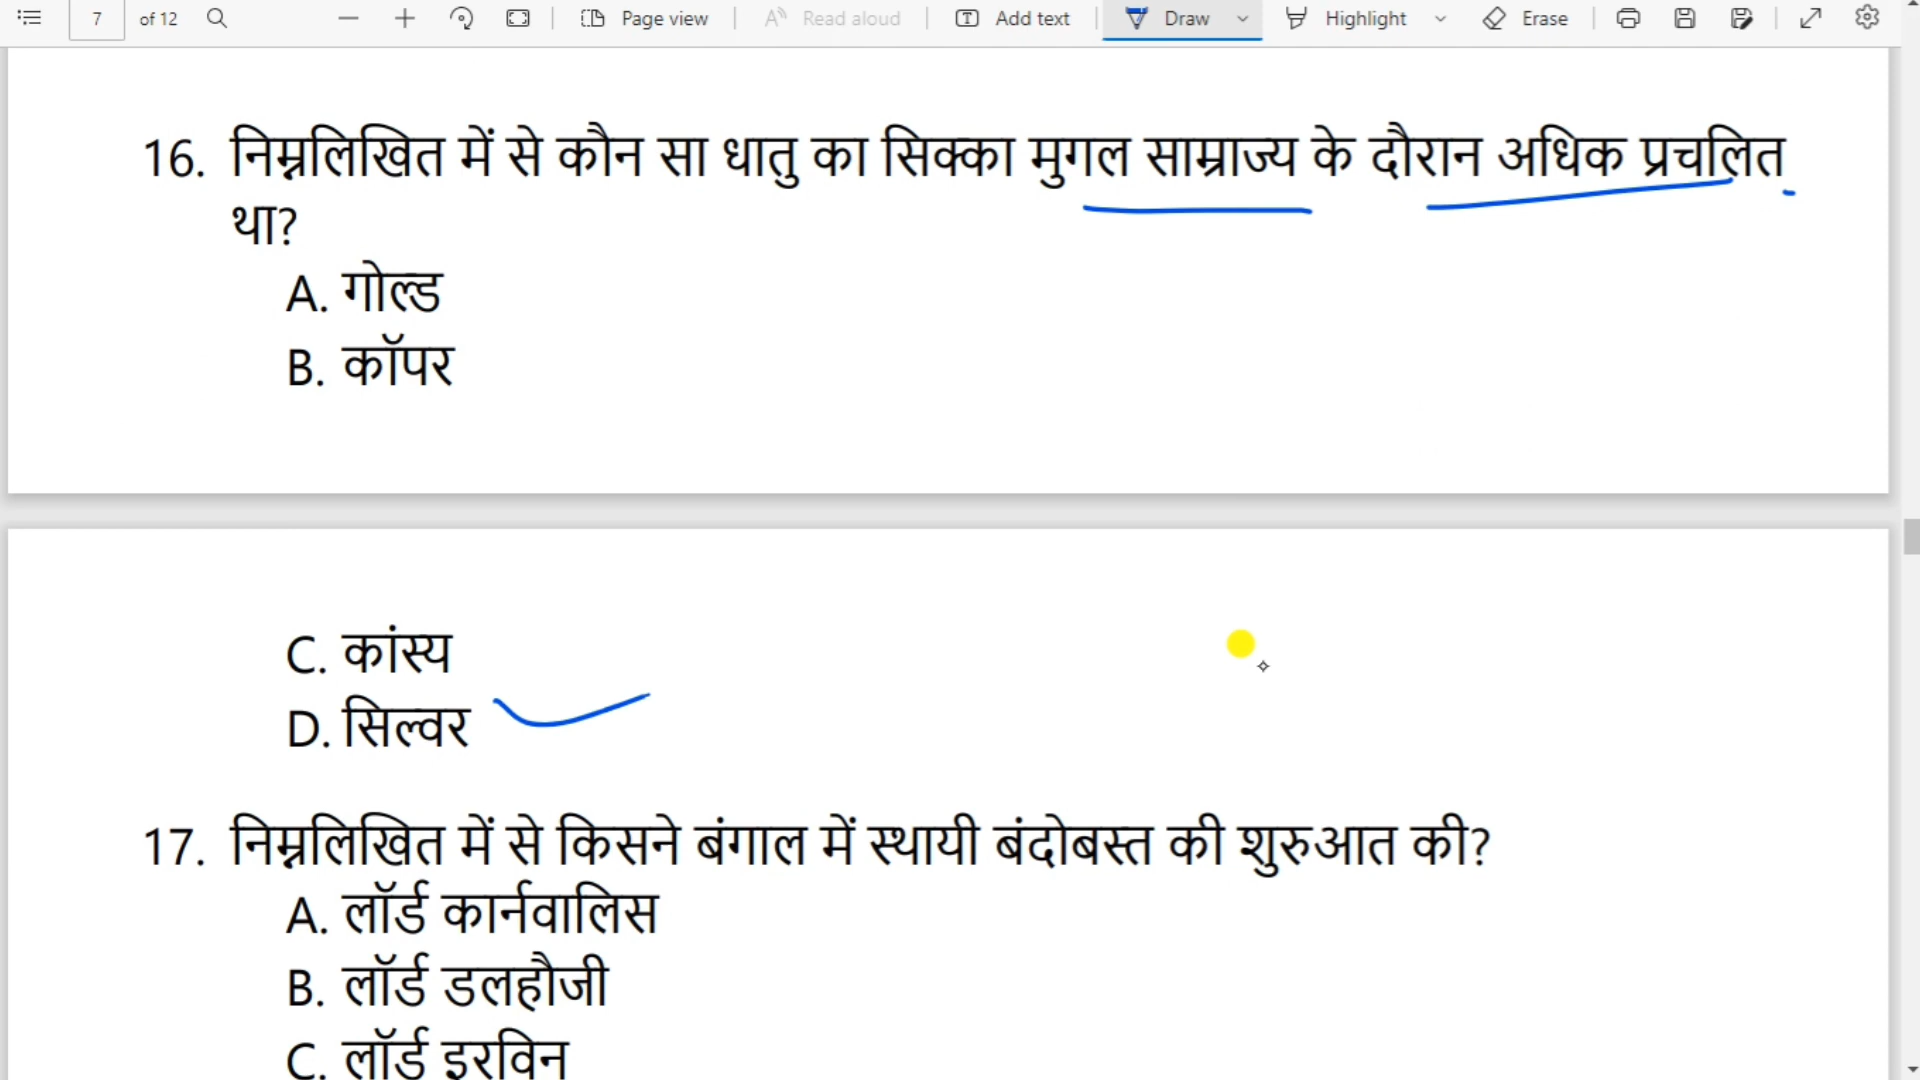 7 of 12 Page view Read aloud Add text Draw Highlight Erase
16. निम्नलिखित में से कौन सा धातु का सिक्का मुगल साम्राज्य के दौरान अधिक प्रचलित
था?
A. गोल्ड
B. कॉपर
C. कांस्य
D. सिल्वर
17. निम्नलिखित में से किसने बंगाल में स्थायी बंदोबस्त की शुरुआत की?
A. लॉर्ड कार्नवालिस
B. लॉर्ड डलहौजी
C. लॉर्ड इरविन